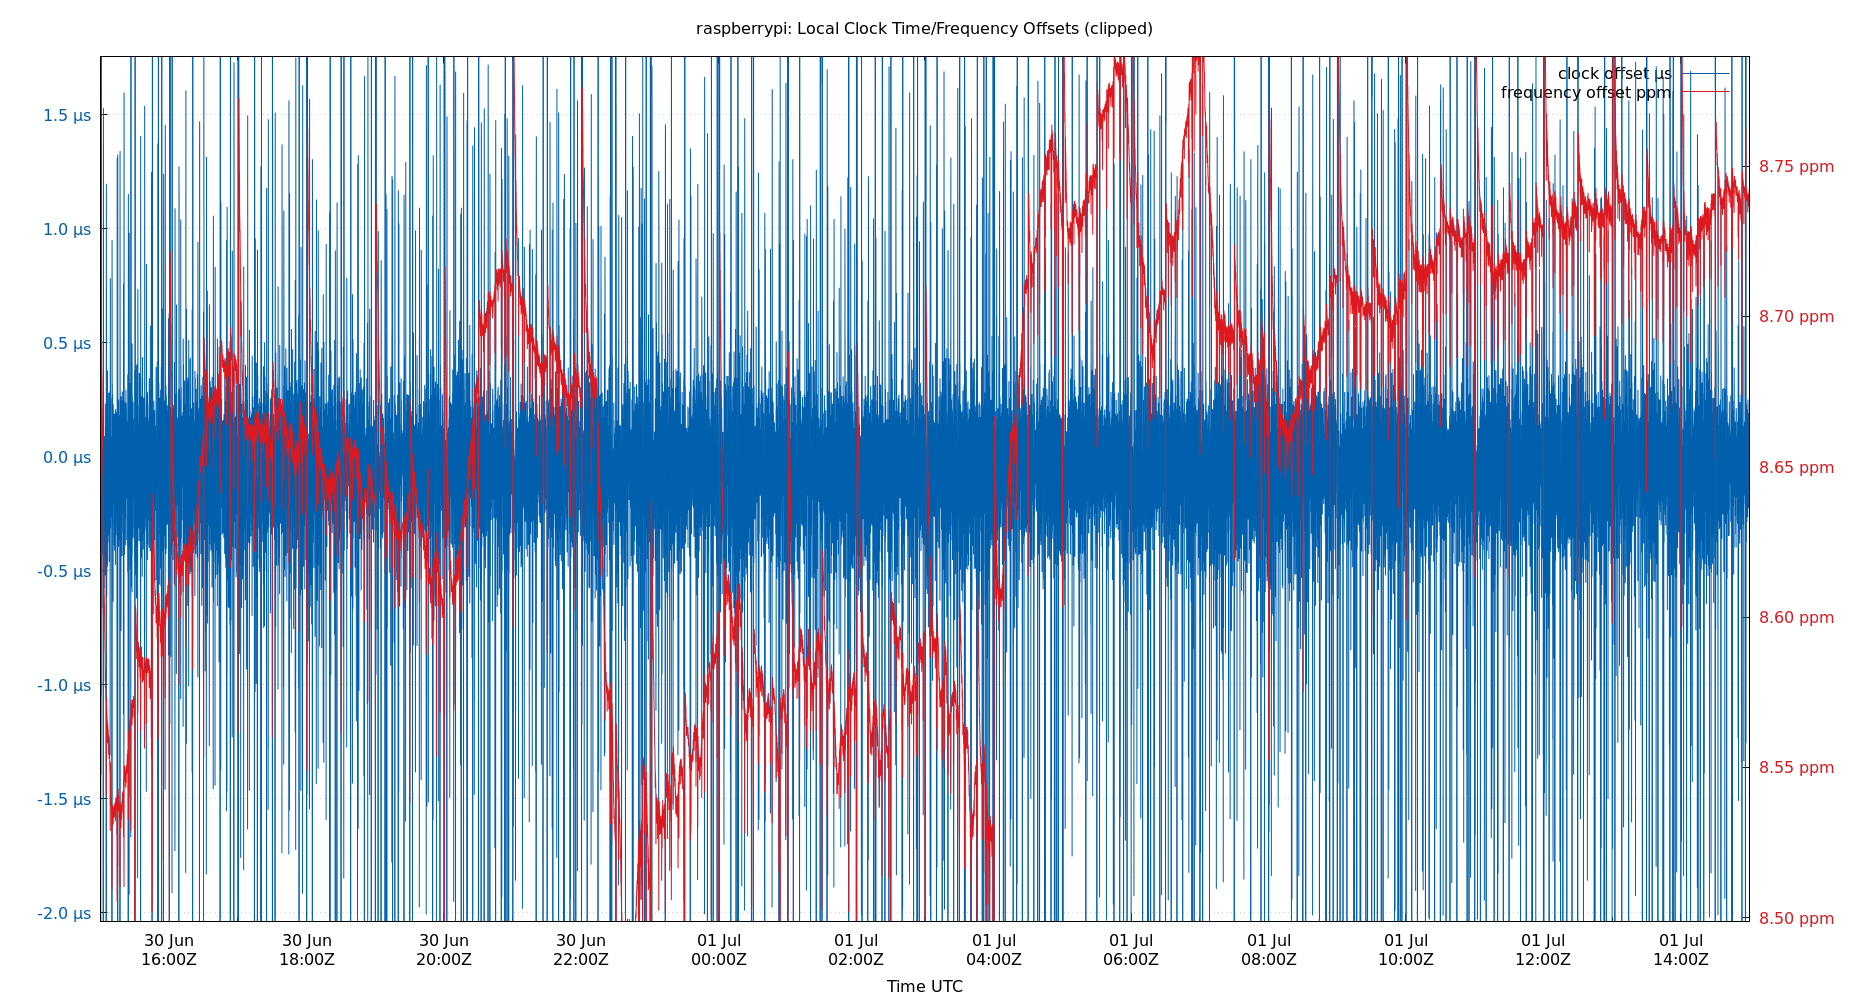 raspberrypi: Local Clock Time/Frequency Offsets (clipped)
clock offset µs
frequency offset ppm
1.5 µs
1.0 µs
0.5 µs
0.0 µs
-0.5 µs
-1.0 µs
-1.5 µs
-2.0 µs
8.75 ppm
8.70 ppm
8.65 ppm
8.60 ppm
8.55 ppm
8.50 ppm
30 Jun 30 Jun 30 Jun 30 Jun 01 Jul 01 Jul 01 Jul 01 Jul 01 Jul 01 Jul 01 Jul 01 Jul
16:00Z 18:00Z 20:00Z 22:00Z 00:00Z 02:00Z 04:00Z 06:00Z 08:00Z 10:00Z 12:00Z 14:00Z
Time UTC